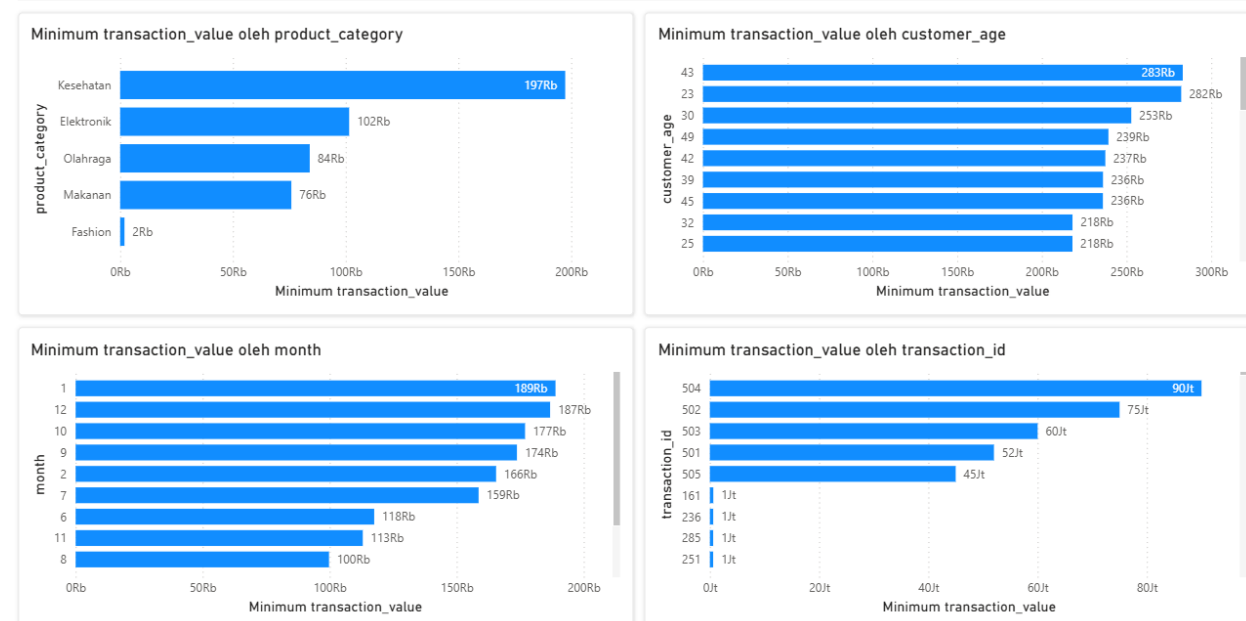 Minimum transaction_value oleh product_category
product_category
Kesehatan 197Rb
Elektronik 102Rb
Olahraga 84Rb
Makanan 76Rb
Fashion 2Rb
0Rb 50Rb 100Rb 150Rb 200Rb
Minimum transaction_value
Minimum transaction_value oleh customer_age
customer_age
43 283Rb
23 282Rb
30 253Rb
49 239Rb
42 237Rb
39 236Rb
45 236Rb
32 218Rb
25 218Rb
0Rb 50Rb 100Rb 150Rb 200Rb 250Rb 300Rb
Minimum transaction_value
Minimum transaction_value oleh month
month
1 189Rb
12 187Rb
10 177Rb
9 174Rb
2 166Rb
7 159Rb
6 118Rb
11 113Rb
8 100Rb
0Rb 50Rb 100Rb 150Rb 200Rb
Minimum transaction_value
Minimum transaction_value oleh transaction_id
transaction_id
504 90Jt
502 75Jt
503 60Jt
501 52Jt
505 45Jt
161 1Jt
236 1Jt
285 1Jt
251 1Jt
0Jt 20Jt 40Jt 60Jt 80Jt
Minimum transaction_value